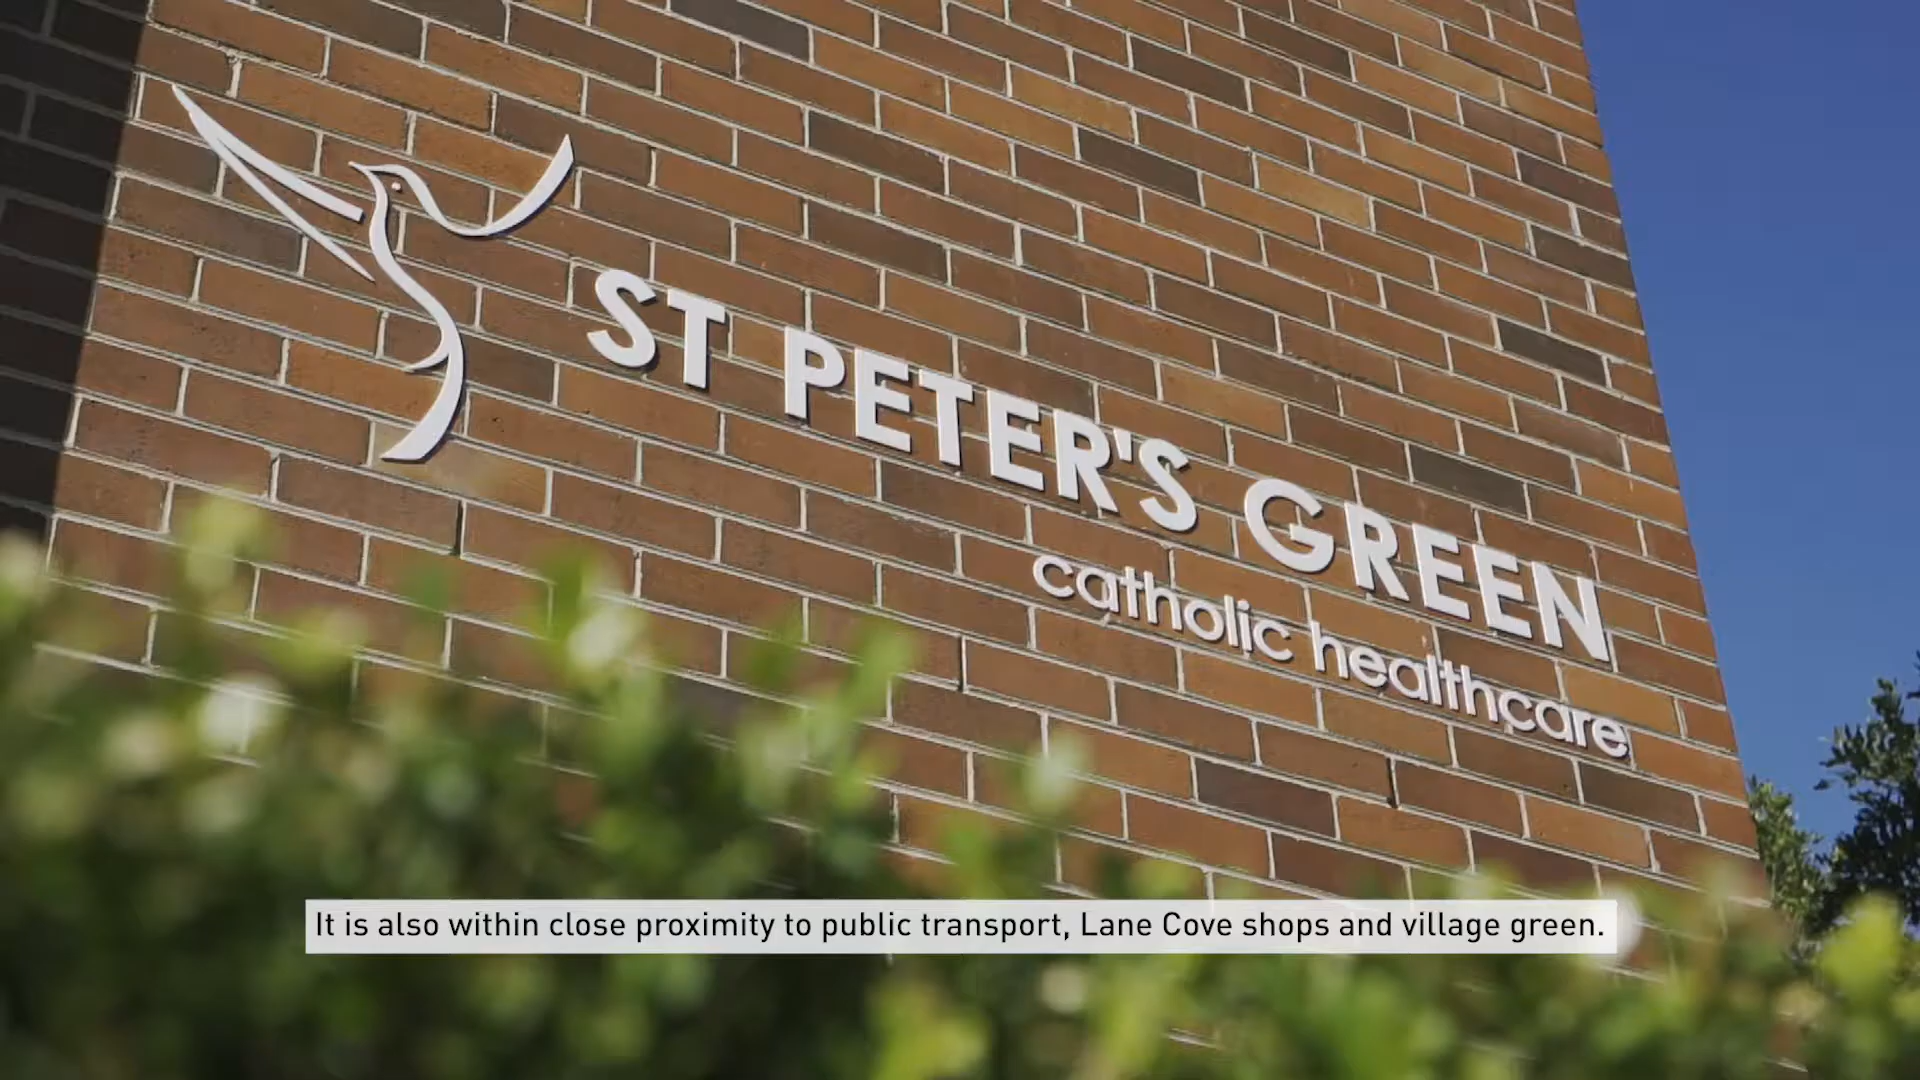 ST PETER'S GREEN
catholic healthcare
It is also within close proximity to public transport, Lane Cove shops and village green.